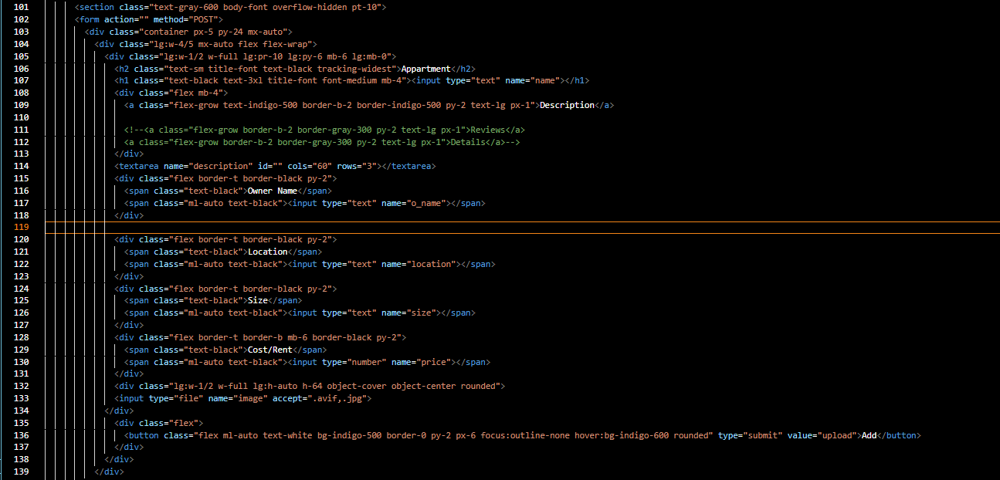 101 <section class="text-gray-600 body-font overflow-hidden pt-10">
102 <form action="" method="POST">
103 <div class="container px-5 py-24 mx-auto">
104 <div class="lg:w-4/5 mx-auto flex flex-wrap">
105 <div class="lg:w-1/2 w-full lg:pr-10 lg:py-6 mb-6 lg:mb-0">
106 <h2 class="text-sm title-font text-black tracking-widest">Appartment</h2>
107 <h1 class="text-black text-3xl title-font font-medium mb-4"><input type="text" name="name"></h1>
108 <div class="flex mb-4">
109 <a class="flex-grow text-indigo-500 border-b-2 border-indigo-500 py-2 text-lg px-1">Description</a>
110
111 <!--<a class="flex-grow border-b-2 border-gray-300 py-2 text-lg px-1">Reviews</a>
112 <a class="flex-grow border-b-2 border-gray-300 py-2 text-lg px-1">Details</a>-->
113 </div>
114 <textarea name="description" id="" cols="60" rows="3"></textarea>
115 <div class="flex border-t border-black py-2">
116 <span class="text-black">Owner Name</span>
117 <span class="ml-auto text-black"><input type="text" name="o_name"></span>
118 </div>
119
120 <div class="flex border-t border-black py-2">
121 <span class="text-black">Location</span>
122 <span class="ml-auto text-black"><input type="text" name="location"></span>
123 </div>
124 <div class="flex border-t border-black py-2">
125 <span class="text-black">Size</span>
126 <span class="ml-auto text-black"><input type="text" name="size"></span>
127 </div>
128 <div class="flex border-t border-b mb-6 border-black py-2">
129 <span class="text-black">Cost/Rent</span>
130 <span class="ml-auto text-black"><input type="number" name="price"></span>
131 </div>
132 <div class="lg:w-1/2 w-full lg:h-auto h-64 object-cover object-center rounded">
133 <input type="file" name="image" accept=".avif,.jpg">
134 </div>
135 <div class="flex">
136 <button class="flex ml-auto text-white bg-indigo-500 border-0 py-2 px-6 focus:outline-none hover:bg-indigo-600 rounded" type="submit" value="upload">Add</button>
137 </div>
138 </div>
139 </div>